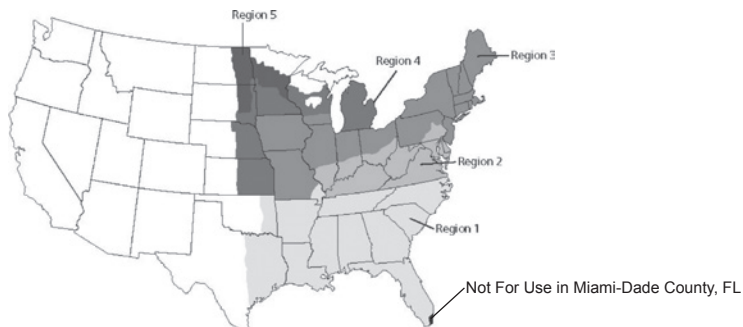 Region 5
Region 3
Region 4
Region 2
Region 1
Not For Use in Miami-Dade County, FL